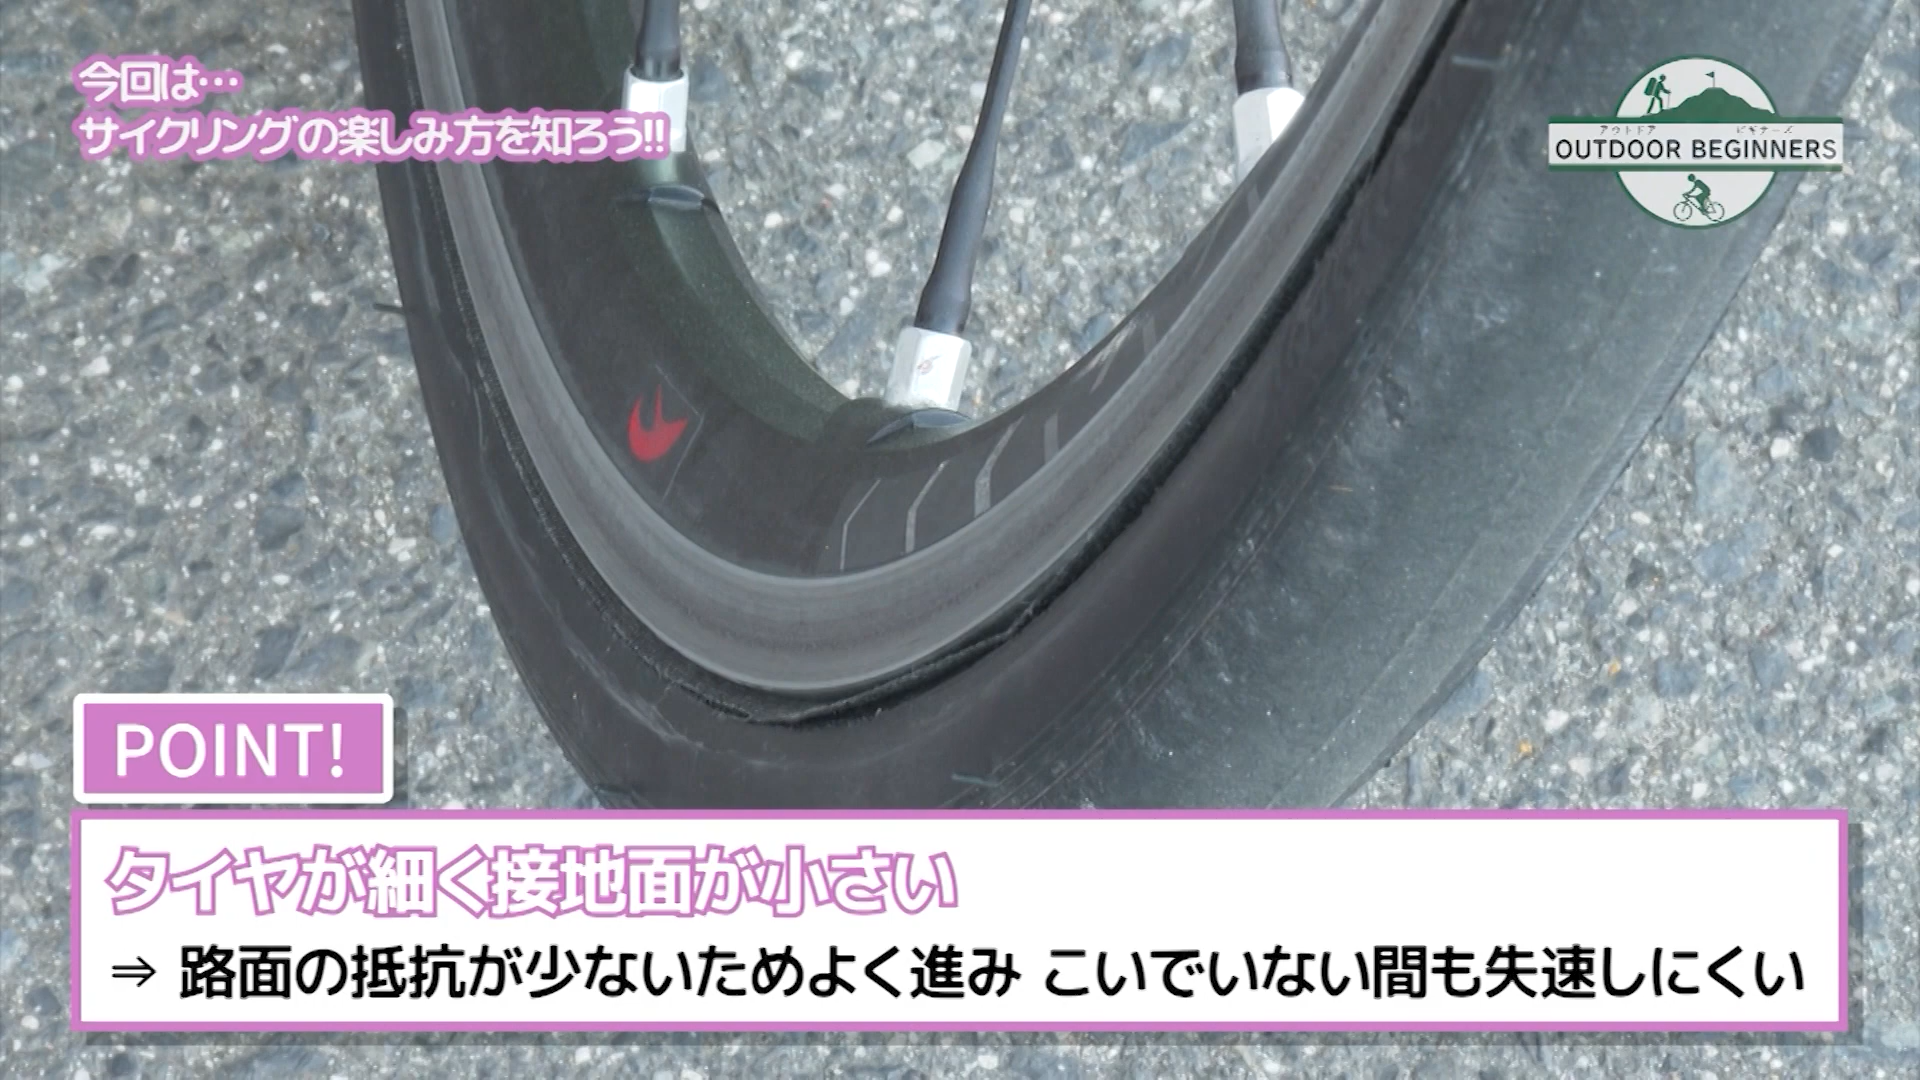 今回は…
サイクリングの楽しみ方を知ろう!!
アウトドア ビギナーズ
OUTDOOR BEGINNERS
POINT!
タイヤが細く接地面が小さい
⇒ 路面の抵抗が少ないためよく進み こいでいない間も失速しにくい